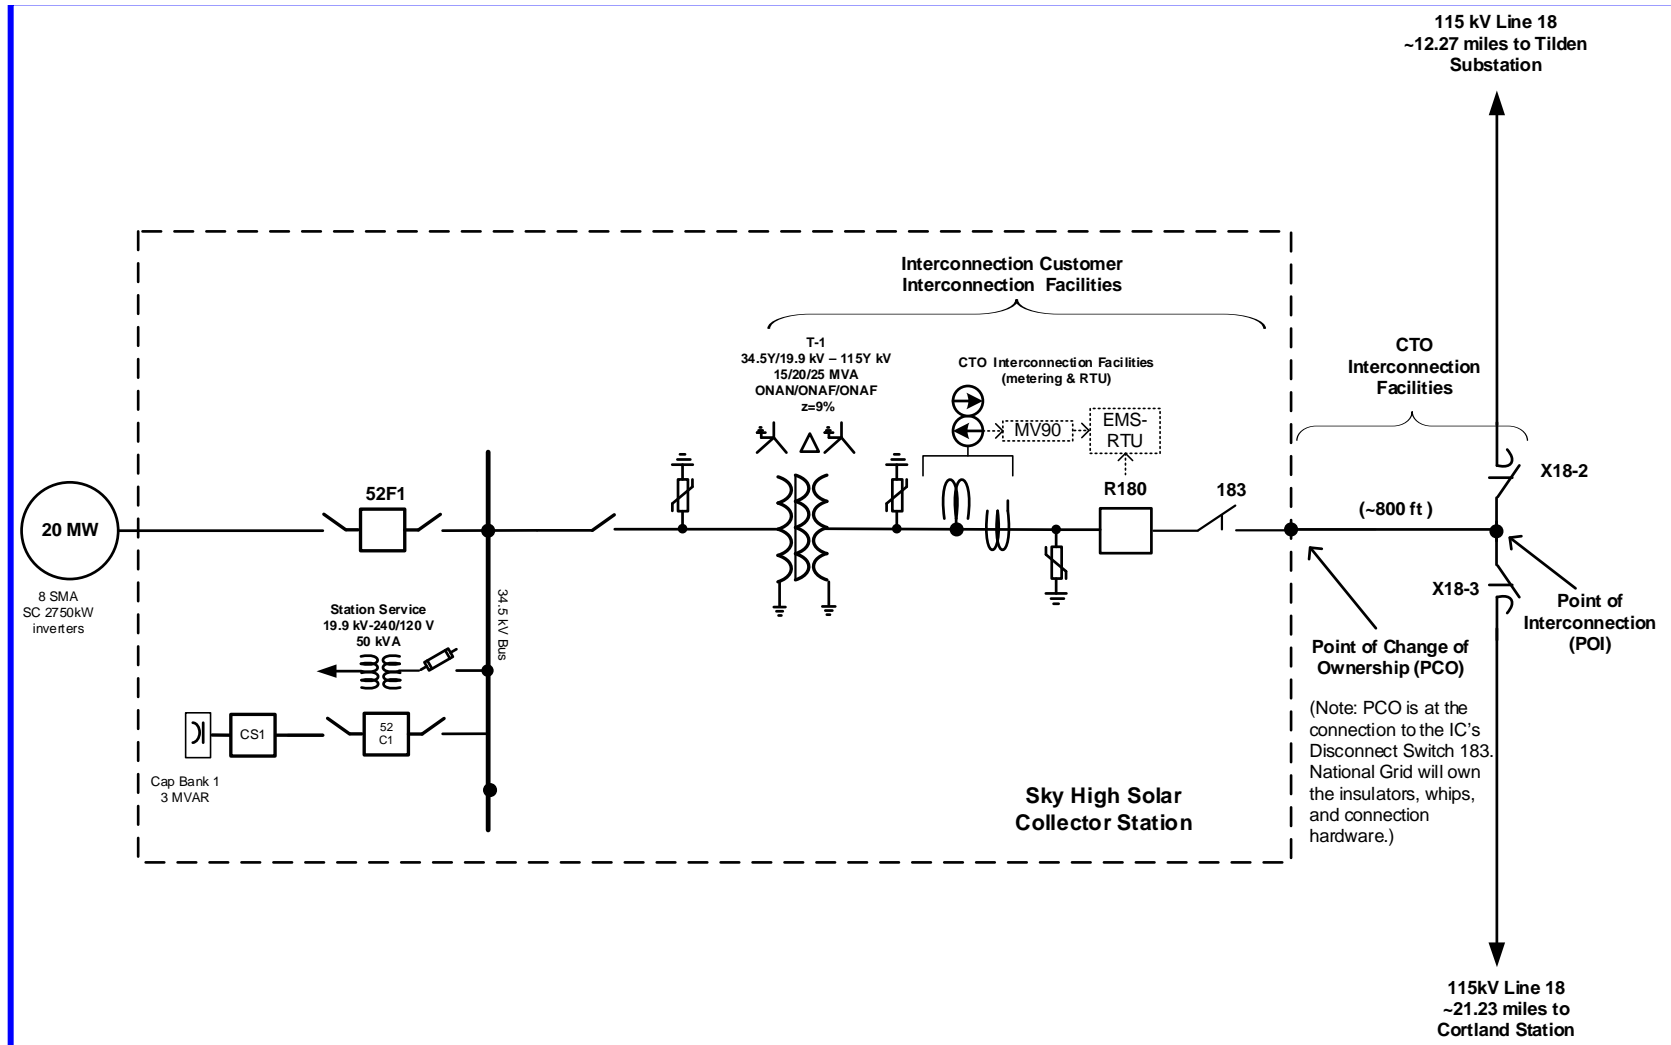 115 kV Line 18
~12.27 miles to Tilden
Substation
Interconnection Customer
Interconnection Facilities
T-1
34.5Y/19.9 kV – 115Y kV
15/20/25 MVA
ONAN/ONAF/ONAF
z=9%
CTO Interconnection Facilities
(metering & RTU)
MV90
EMS-
RTU
CTO
Interconnection
Facilities
X18-2
52F1
R180
183
(~800 ft )
20 MW
8 SMA
SC 2750kW
inverters
34.5 kV Bus
Station Service
19.9 kV-240/120 V
50 kVA
X18-3
Point of
Interconnection
(POI)
Point of Change of
Ownership (PCO)
(Note: PCO is at the
connection to the IC's
Disconnect Switch 183.
National Grid will own
the insulators, whips,
and connection
hardware.)
CS1
52
C1
Cap Bank 1
3 MVAR
Sky High Solar
Collector Station
115kV Line 18
~21.23 miles to
Cortland Station